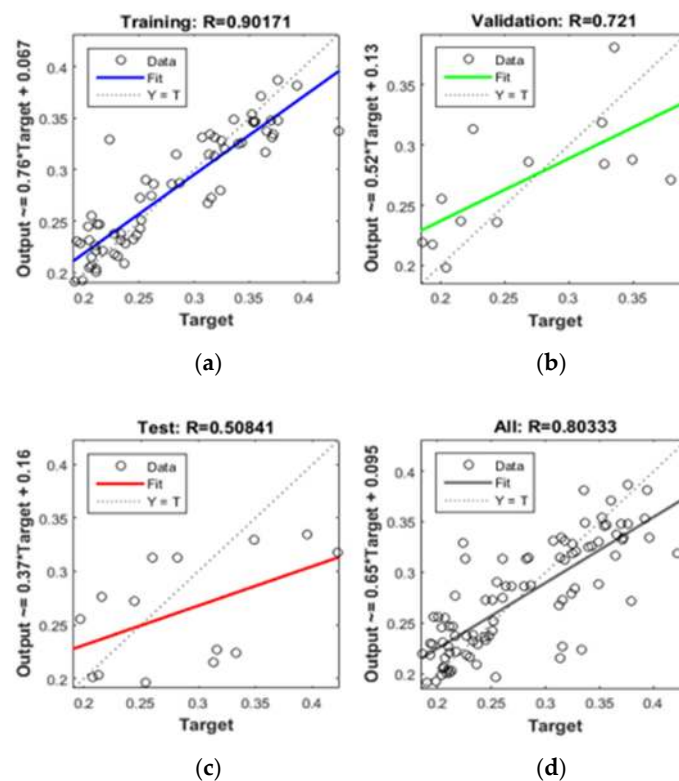 Training: R=0.90171
Output ~= 0.76*Target + 0.067
0.4
0.35
0.3
0.25
0.2
Data
Fit
Y = T
0.2 0.25 0.3 0.35 0.4
Target
(a)
Validation: R=0.721
Output ~= 0.52*Target + 0.13
0.35
0.3
0.25
0.2
Data
Fit
Y = T
0.2 0.25 0.3 0.35
Target
(b)
Test: R=0.50841
Output ~= 0.37*Target + 0.16
0.4
0.35
0.3
0.25
0.2
Data
Fit
Y = T
0.2 0.25 0.3 0.35 0.4
Target
(c)
All: R=0.80333
Output ~= 0.65*Target + 0.095
0.4
0.35
0.3
0.25
0.2
Data
Fit
Y = T
0.2 0.25 0.3 0.35 0.4
Target
(d)